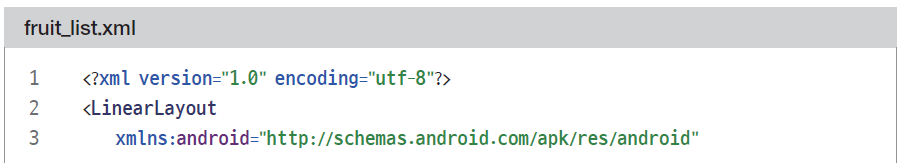 fruit_list.xml
1 <?xml version="1.0" encoding="utf-8"?>
2 <LinearLayout
3 xmlns:android="http://schemas.android.com/apk/res/android"